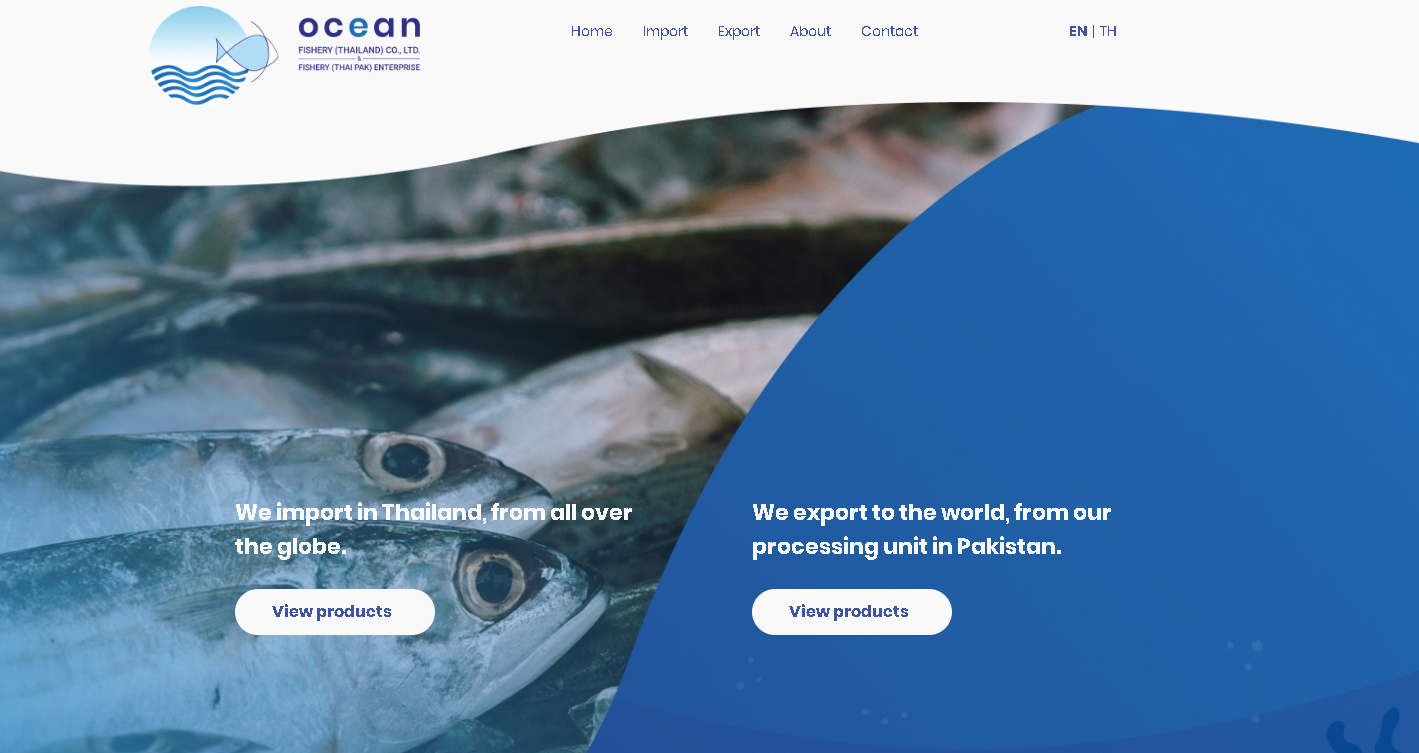 ocean
FISHERY (THAILAND) CO., LTD.
&
FISHERY (THAI PAK) ENTERPRISE
Home Import Export About Contact
EN | TH
We import in Thailand, from all over
the globe.
View products
We export to the world, from our
processing unit in Pakistan.
View products